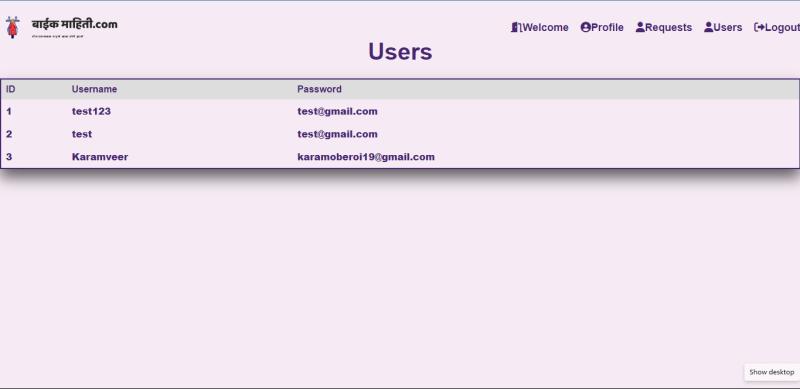 बाईक माहिती.com
Welcome Profile Requests Users Logout
Users
ID Username Password
1 test123 test@gmail.com
2 test test@gmail.com
3 Karamveer karamoberoi19@gmail.com
Show desktop